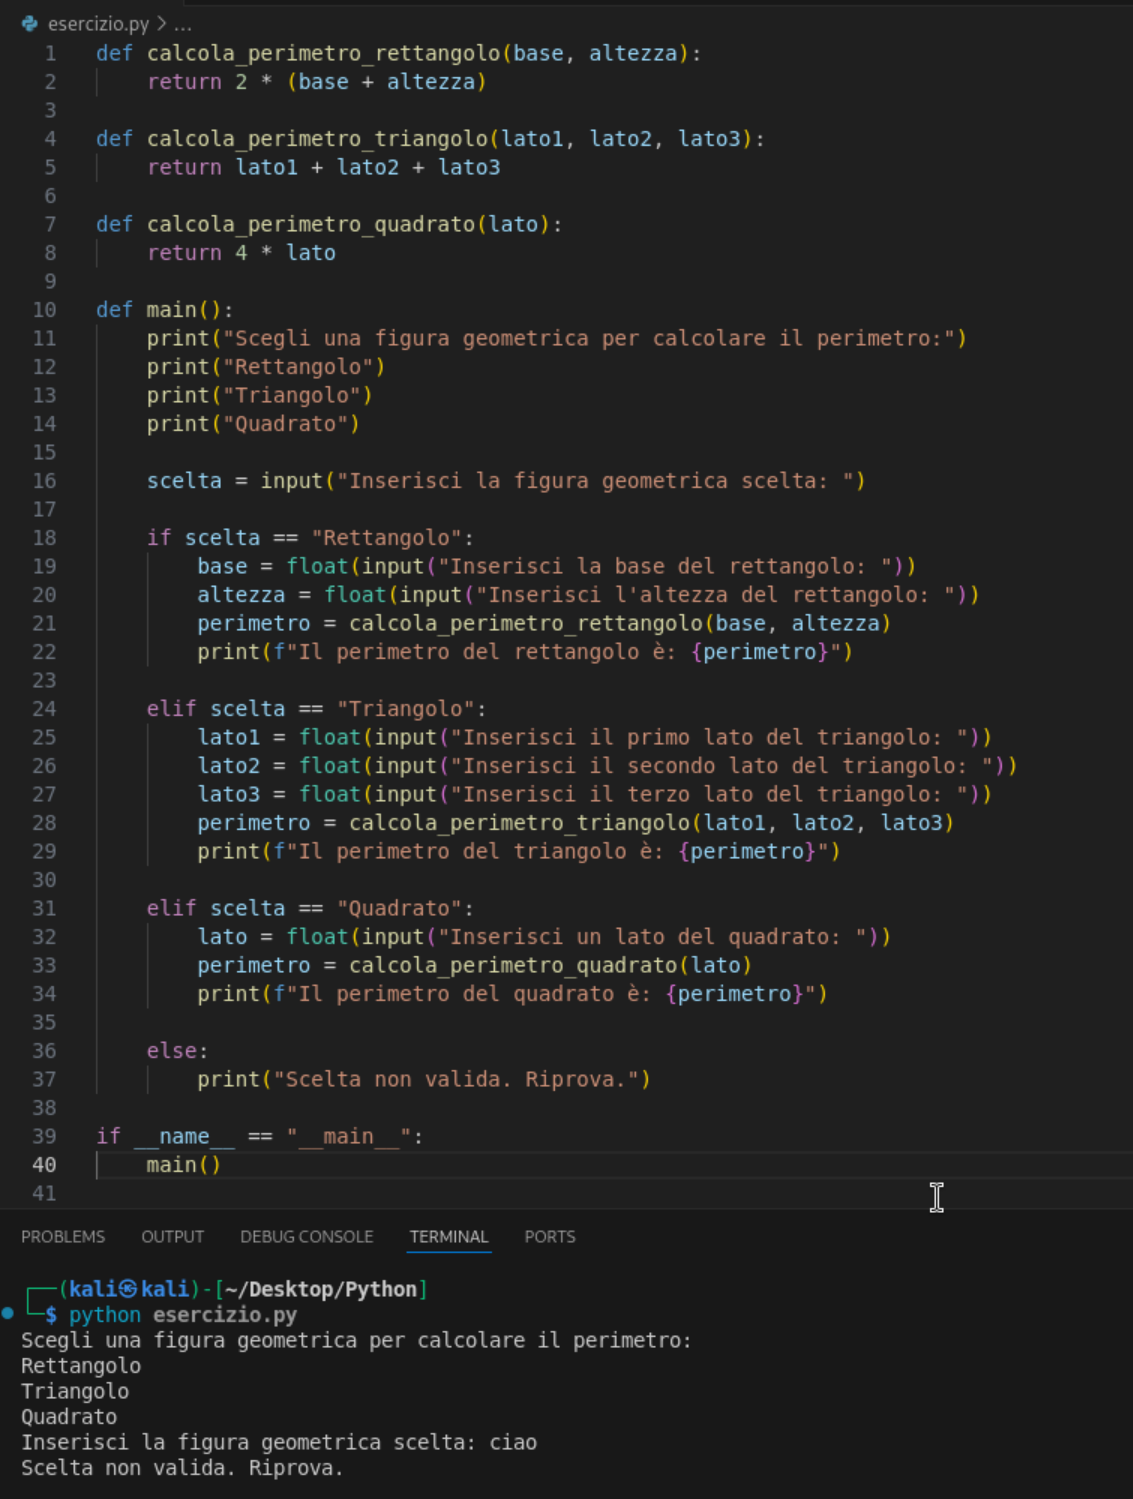 esercizio.py > ...
1 def calcola_perimetro_rettangolo(base, altezza):
2     return 2 * (base + altezza)
3
4 def calcola_perimetro_triangolo(lato1, lato2, lato3):
5     return lato1 + lato2 + lato3
6
7 def calcola_perimetro_quadrato(lato):
8     return 4 * lato
9
10 def main():
11     print("Scegli una figura geometrica per calcolare il perimetro:")
12     print("Rettangolo")
13     print("Triangolo")
14     print("Quadrato")
15
16     scelta = input("Inserisci la figura geometrica scelta: ")
17
18     if scelta == "Rettangolo":
19         base = float(input("Inserisci la base del rettangolo: "))
20         altezza = float(input("Inserisci l'altezza del rettangolo: "))
21         perimetro = calcola_perimetro_rettangolo(base, altezza)
22         print(f"Il perimetro del rettangolo è: {perimetro}")
23
24     elif scelta == "Triangolo":
25         lato1 = float(input("Inserisci il primo lato del triangolo: "))
26         lato2 = float(input("Inserisci il secondo lato del triangolo: "))
27         lato3 = float(input("Inserisci il terzo lato del triangolo: "))
28         perimetro = calcola_perimetro_triangolo(lato1, lato2, lato3)
29         print(f"Il perimetro del triangolo è: {perimetro}")
30
31     elif scelta == "Quadrato":
32         lato = float(input("Inserisci un lato del quadrato: "))
33         perimetro = calcola_perimetro_quadrato(lato)
34         print(f"Il perimetro del quadrato è: {perimetro}")
35
36     else:
37         print("Scelta non valida. Riprova.")
38
39 if __name__ == "__main__":
40     main()
41
PROBLEMS OUTPUT DEBUG CONSOLE TERMINAL PORTS
┌──(kali㉿kali)-[~/Desktop/Python]
└─$ python esercizio.py
Scegli una figura geometrica per calcolare il perimetro:
Rettangolo
Triangolo
Quadrato
Inserisci la figura geometrica scelta: ciao
Scelta non valida. Riprova.